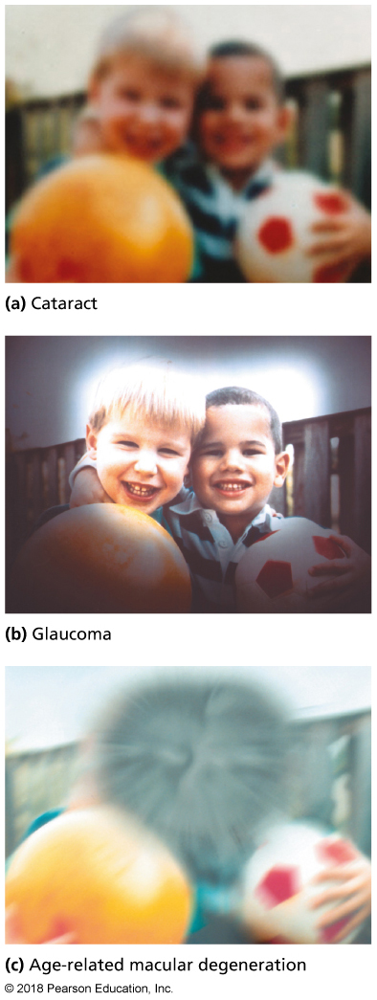 (a) Cataract
(b) Glaucoma
(c) Age-related macular degeneration
© 2018 Pearson Education, Inc.